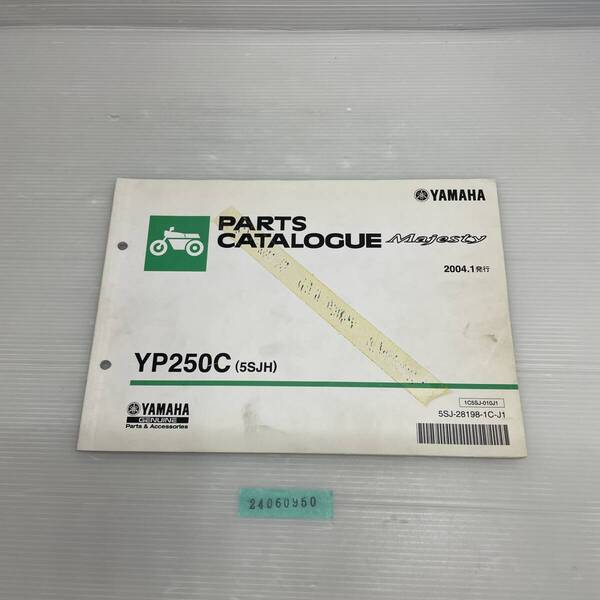 YAMAHA
PARTS
CATALOGUE Majesty
2004.1発行
YP250C (5SJH)
YAMAHA
GENUINE
Parts & Accessories
1C5SJ-010J1
5SJ-28198-1C-J1
24060950